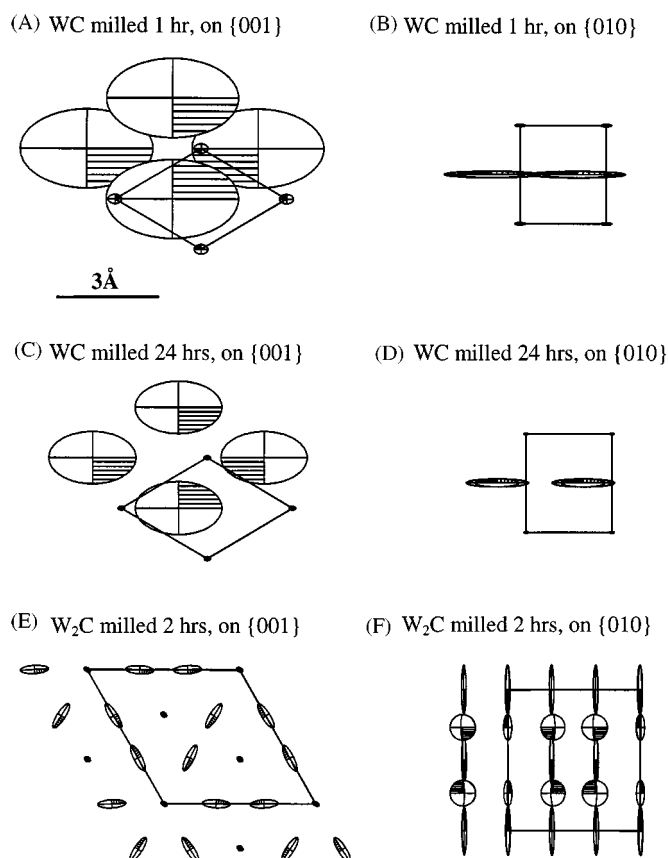 (A) WC milled 1 hr, on {001}
(B) WC milled 1 hr, on {010}
3Å
(C) WC milled 24 hrs, on {001}
(D) WC milled 24 hrs, on {010}
(E) W₂C milled 2 hrs, on {001}
(F) W₂C milled 2 hrs, on {010}